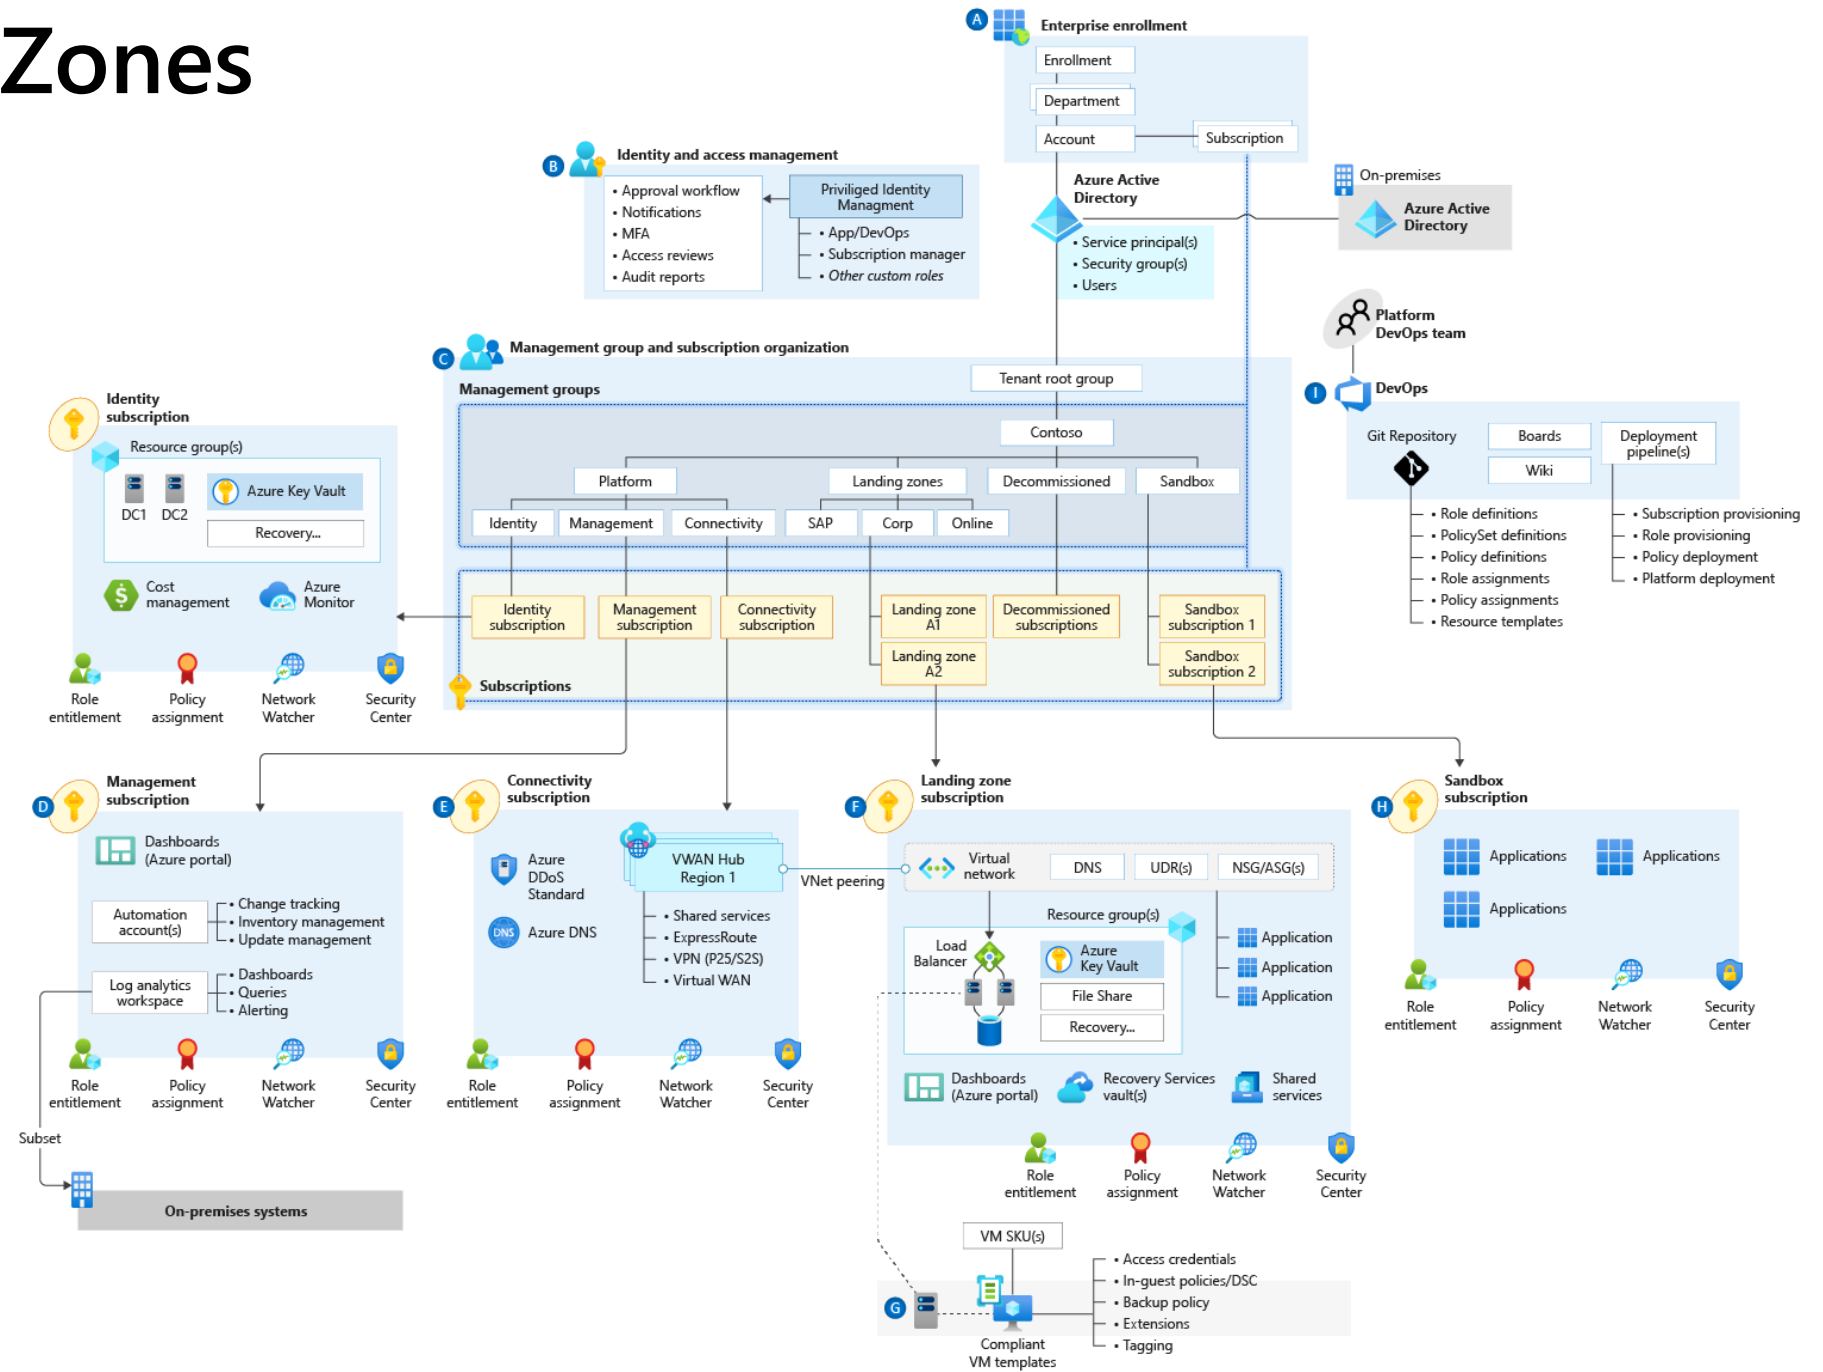 Zones
A
Enterprise enrollment
Enrollment
Department
Account
Subscription
B
Identity and access management
• Approval workflow
• Notifications
• MFA
• Access reviews
• Audit reports
Priviliged Identity
Managment
• App/DevOps
• Subscription manager
• Other custom roles
Azure Active
Directory
• Service principal(s)
• Security group(s)
• Users
On-premises
Azure Active
Directory
Platform
DevOps team
I
DevOps
Git Repository
Boards
Wiki
Deployment
pipeline(s)
• Role definitions
• PolicySet definitions
• Policy definitions
• Role assignments
• Policy assignments
• Resource templates
• Subscription provisioning
• Role provisioning
• Policy deployment
• Platform deployment
C
Management group and subscription organization
Management groups
Tenant root group
Contoso
Platform
Landing zones
Decommissioned
Sandbox
Identity
Management
Connectivity
SAP
Corp
Online
Identity
subscription
Management
subscription
Connectivity
subscription
Landing zone
A1
Landing zone
A2
Decommissioned
subscriptions
Sandbox
subscription 1
Sandbox
subscription 2
Subscriptions
Identity
subscription
Resource group(s)
DC1
DC2
Azure Key Vault
Recovery...
$
Cost
management
Azure
Monitor
Role
entitlement
Policy
assignment
Network
Watcher
Security
Center
D
Management
subscription
Dashboards
(Azure portal)
Automation
account(s)
• Change tracking
• Inventory management
• Update management
Log analytics
workspace
• Dashboards
• Queries
• Alerting
Role
entitlement
Policy
assignment
Network
Watcher
Security
Center
Subset
On-premises systems
E
Connectivity
subscription
Azure
DDoS
Standard
DNS
Azure DNS
VWAN Hub
Region 1
• Shared services
• ExpressRoute
• VPN (P25/S2S)
• Virtual WAN
VNet peering
Role
entitlement
Policy
assignment
Network
Watcher
Security
Center
F
Landing zone
subscription
Virtual
network
DNS
UDR(s)
NSG/ASG(s)
Resource group(s)
Load
Balancer
Azure
Key Vault
File Share
Recovery...
Application
Application
Application
Dashboards
(Azure portal)
Recovery Services
vault(s)
Shared
services
Role
entitlement
Policy
assignment
Network
Watcher
Security
Center
H
Sandbox
subscription
Applications
Applications
Applications
Role
entitlement
Policy
assignment
Network
Watcher
Security
Center
G
VM SKU(s)
Compliant
VM templates
• Access credentials
• In-guest policies/DSC
• Backup policy
• Extensions
• Tagging